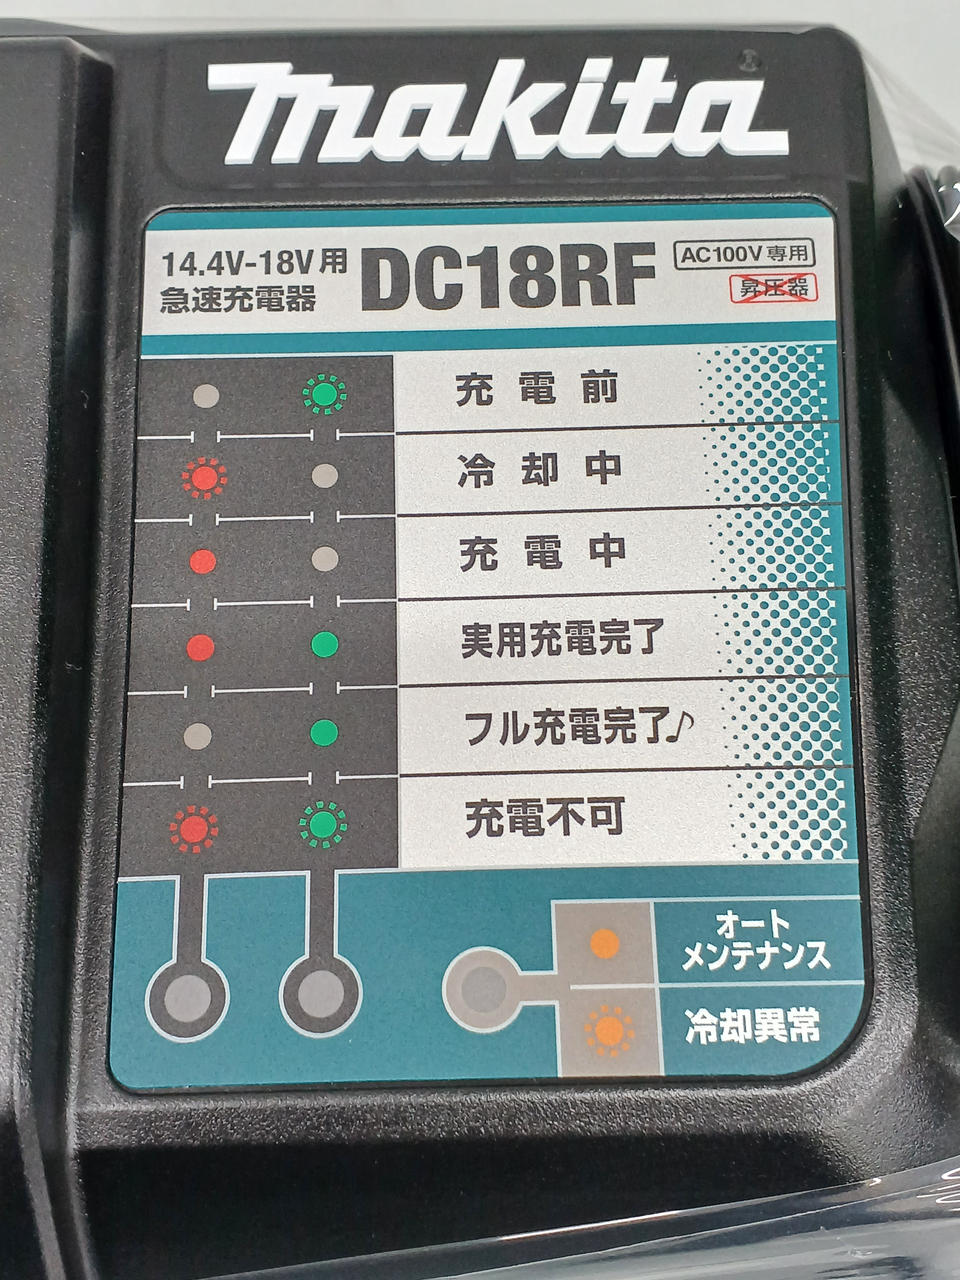 makita
14.4V-18V用
急速充電器
DC18RF
AC100V専用
昇圧器
充電前
冷却中
充電中
実用充電完了
フル充電完了♪
充電不可
オート
メンテナンス
冷却異常